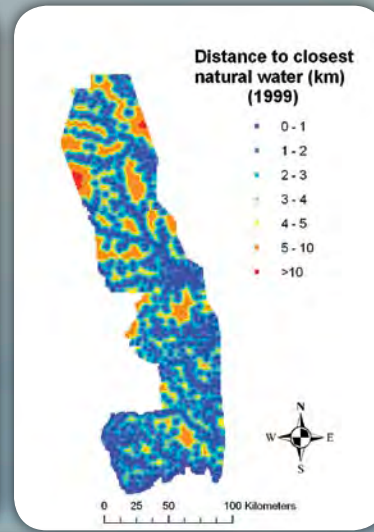 Distance to closest
natural water (km)
(1999)
0 - 1
1 - 2
2 - 3
3 - 4
4 - 5
5 - 10
>10
N
W E
S
0 25 50 100 Kilometers